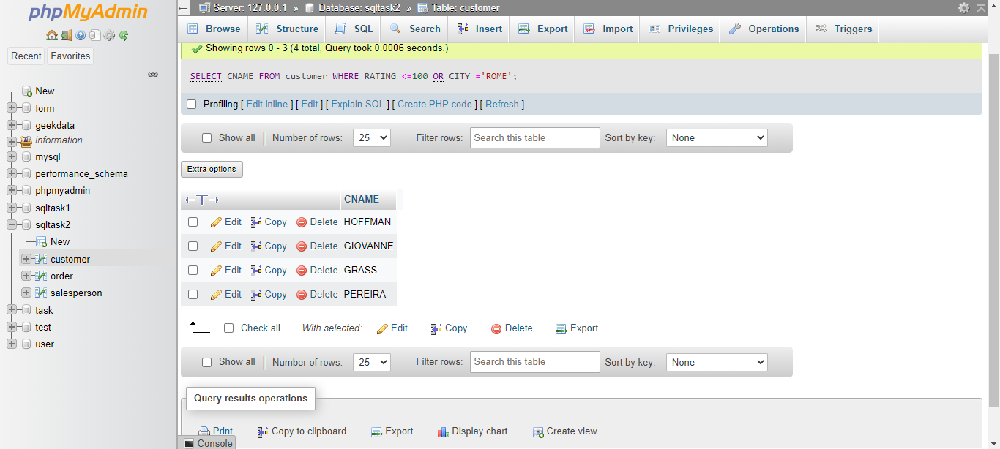 phpMyAdmin
Server: 127.0.0.1 » Database: sqltask2 » Table: customer
Browse Structure SQL Search Insert Export Import Privileges Operations Triggers
Recent Favorites
New
form
geekdata
information
mysql
performance_schema
phpmyadmin
sqltask1
sqltask2
New
customer
order
salesperson
task
test
user
Showing rows 0 - 3 (4 total, Query took 0.0006 seconds.)
SELECT CNAME FROM customer WHERE RATING <=100 OR CITY ='ROME';
Profiling [ Edit inline ] [ Edit ] [ Explain SQL ] [ Create PHP code ] [ Refresh ]
Show all Number of rows: 25 Filter rows: Search this table Sort by key: None
Extra options
←T→ CNAME
Edit Copy Delete HOFFMAN
Edit Copy Delete GIOVANNE
Edit Copy Delete GRASS
Edit Copy Delete PEREIRA
Check all With selected: Edit Copy Delete Export
Show all Number of rows: 25 Filter rows: Search this table Sort by key: None
Query results operations
Print Copy to clipboard Export Display chart Create view
Console